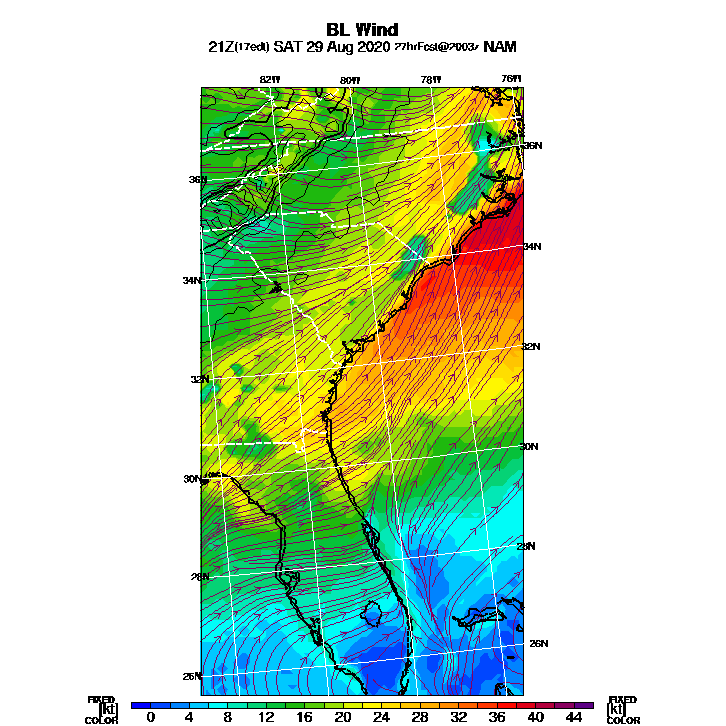 BL Wind
21Z(17edt) SAT 29 Aug 2020 27hrFcst@2003z NAM
82W 80W 78W 76W
36N
36N
34N
34N
32N
32N
30N
30N
28N
28N
26N
26N
FIXED FIXED
[kt] 0 4 8 12 16 20 24 28 32 36 40 44 [kt]
COLOR COLOR